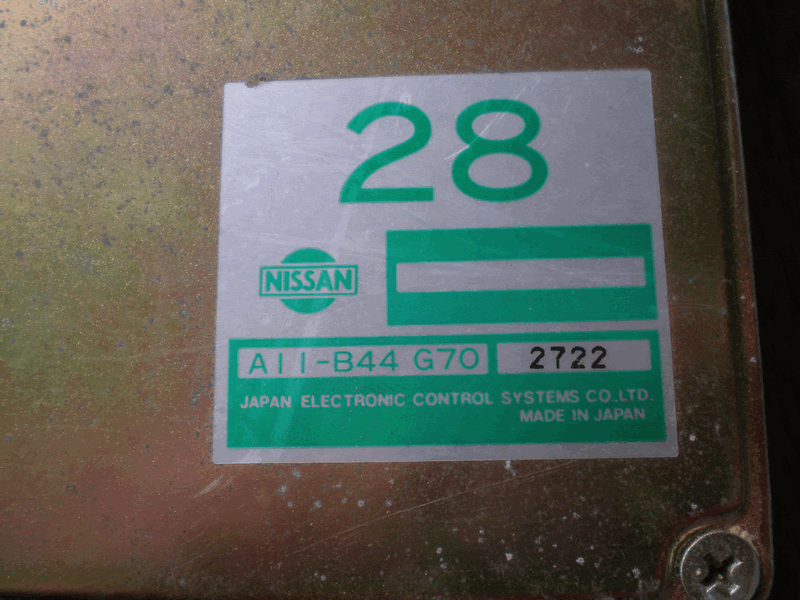 28
NISSAN
A11-B44 G70 2722
JAPAN ELECTRONIC CONTROL SYSTEMS CO.LTD.
MADE IN JAPAN